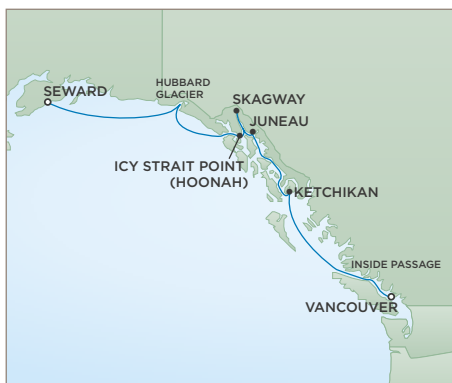 SEWARD
HUBBARD
GLACIER
SKAGWAY
JUNEAU
ICY STRAIT POINT
(HOONAH)
KETCHIKAN
INSIDE PASSAGE
VANCOUVER